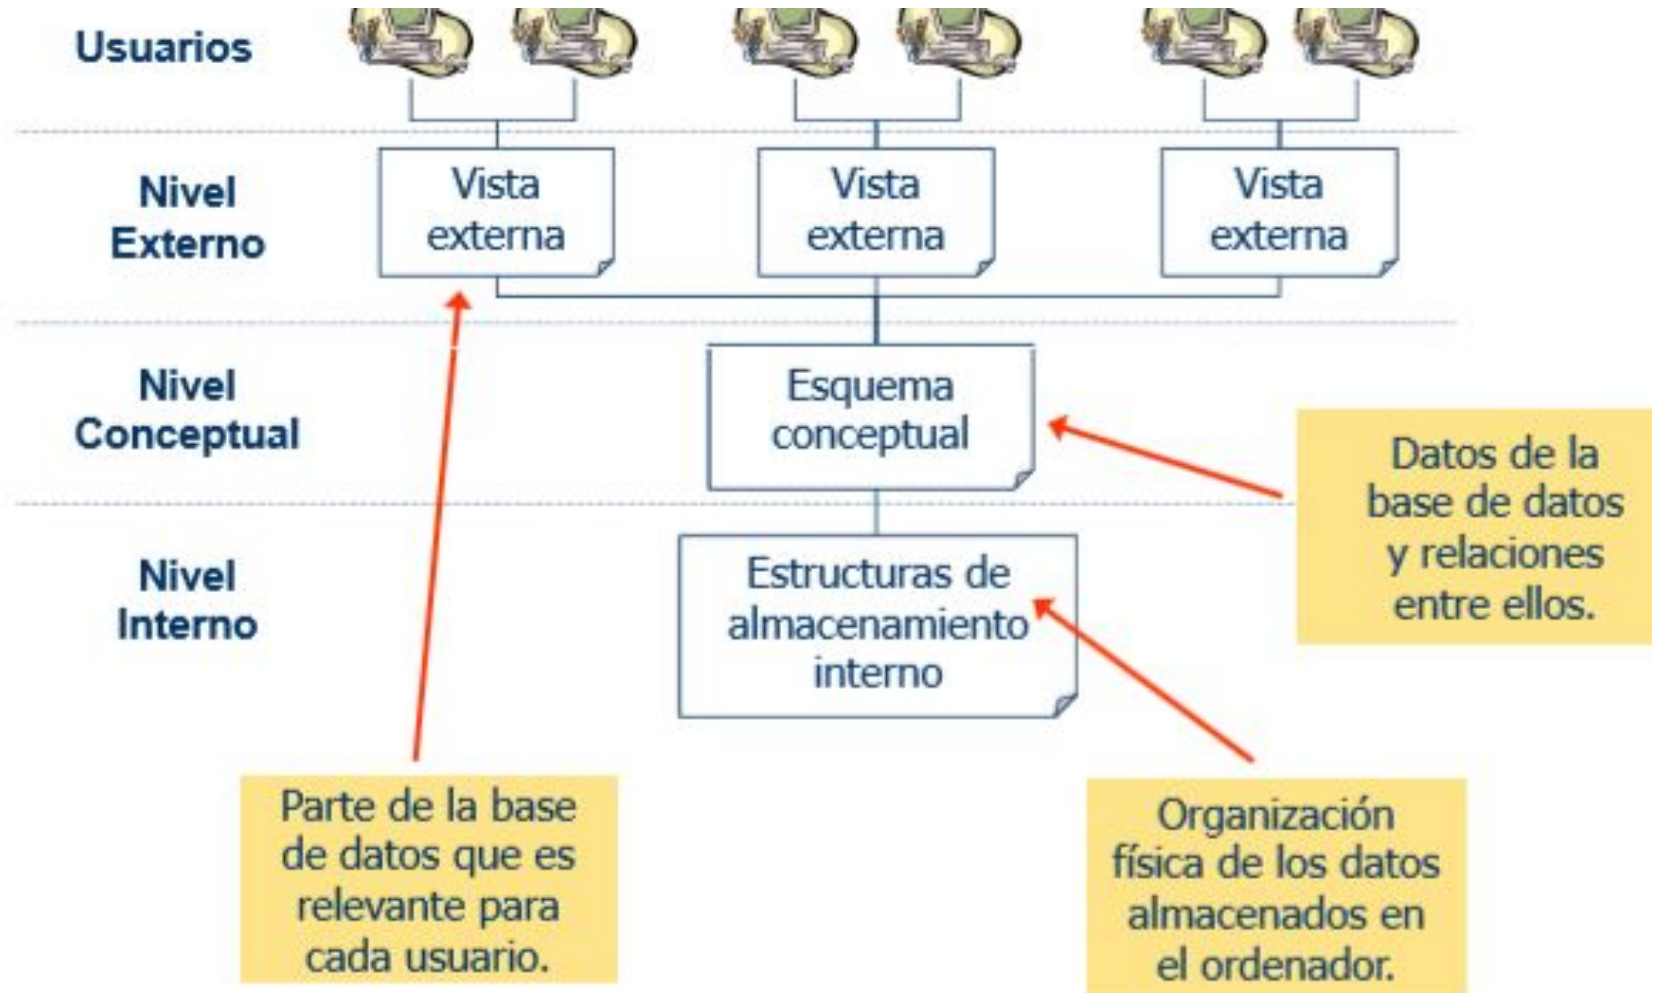 Usuarios
Nivel
Externo
Vista
externa
Vista
externa
Vista
externa
Nivel
Conceptual
Esquema
conceptual
Datos de la
base de datos
y relaciones
entre ellos.
Nivel
Interno
Estructuras de
almacenamiento
interno
Parte de la base
de datos que es
relevante para
cada usuario.
Organización
física de los datos
almacenados en
el ordenador.